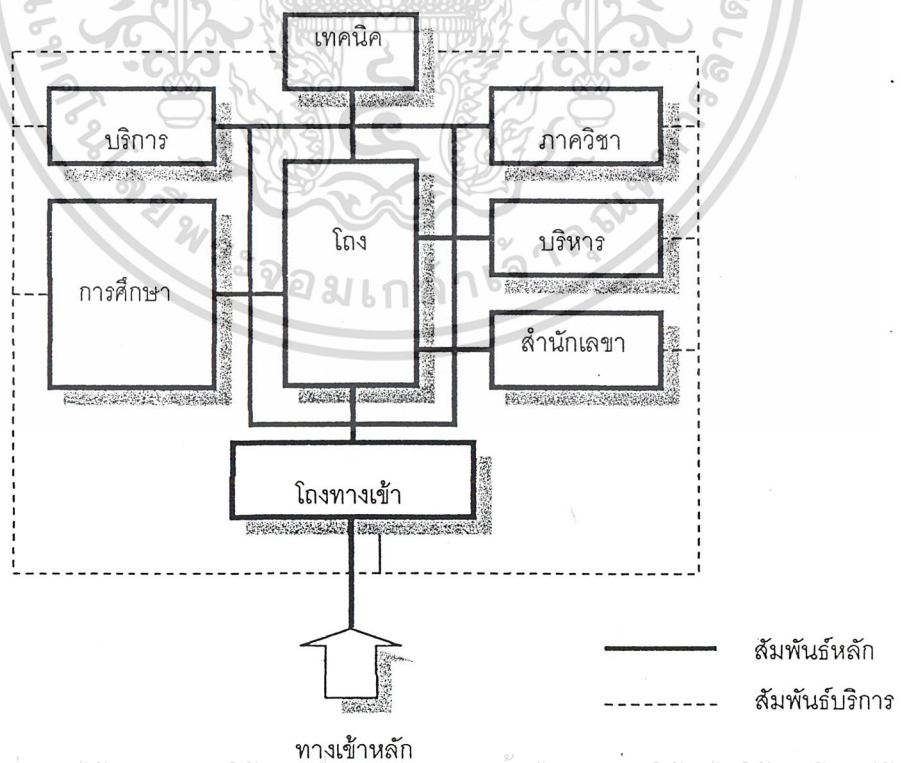 เทคนิค
บริการ
ภาควิชา
โถง
บริหาร
การศึกษา
สำนักเลขา
โถงทางเข้า
สัมพันธ์หลัก
สัมพันธ์บริการ
ทางเข้าหลัก